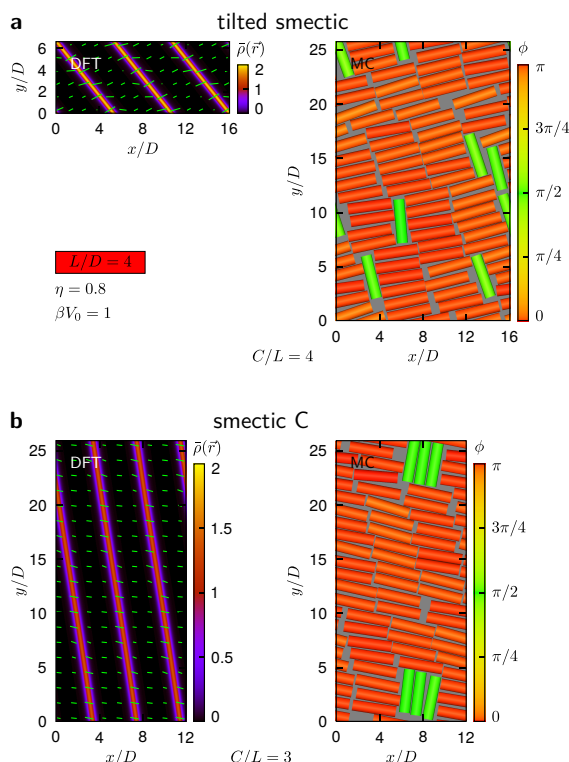 a tilted smectic
ρ̄(r⃗)
DFT
y/D
6
4
2
0
2
1
0
0 4 8 12 16
x/D
MC
ϕ
y/D
25
20
15
10
5
0
π
3π/4
π/2
π/4
0
0 4 8 12 16
x/D
L/D = 4
η = 0.8
βV₀ = 1
C/L = 4
b smectic C
ρ̄(r⃗)
DFT
y/D
25
20
15
10
5
0
2
1.5
1
0.5
0
0 4 8 12
x/D
MC
ϕ
y/D
25
20
15
10
5
0
π
3π/4
π/2
π/4
0
0 4 8 12
x/D
C/L = 3